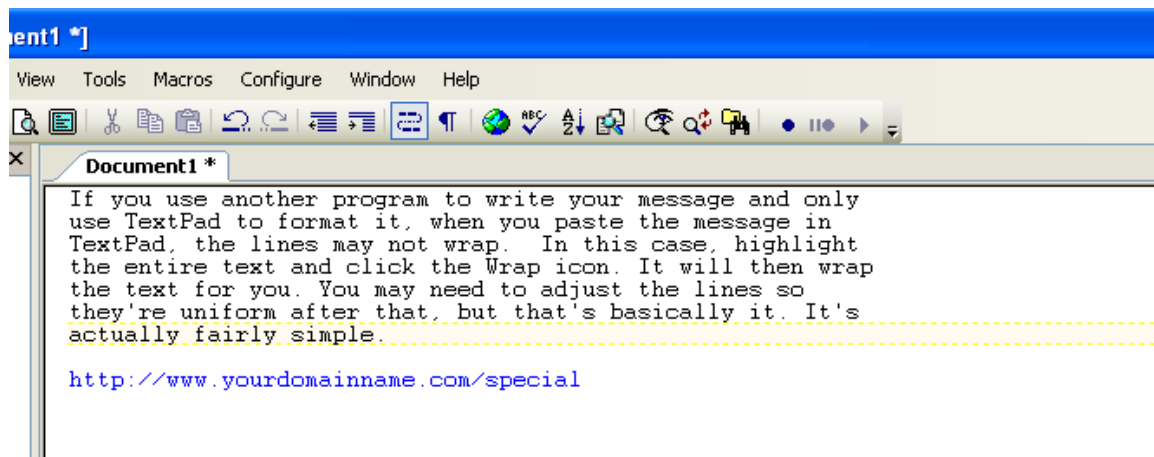 ent1 *]
View Tools Macros Configure Window Help
Document1 *
If you use another program to write your message and only
use TextPad to format it, when you paste the message in
TextPad, the lines may not wrap.  In this case, highlight
the entire text and click the Wrap icon. It will then wrap
the text for you. You may need to adjust the lines so
they're uniform after that, but that's basically it. It's
actually fairly simple.
http://www.yourdomainname.com/special